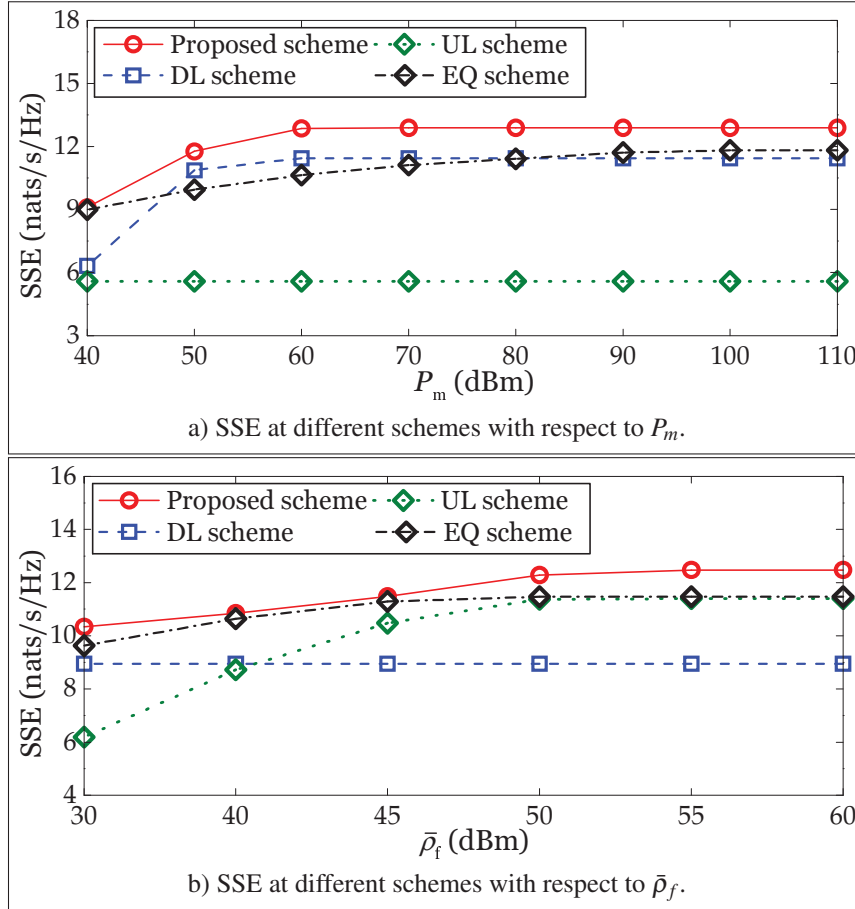 18
15
12
9
6
3
SSE (nats/s/Hz)
Proposed scheme
UL scheme
DL scheme
EQ scheme
40 50 60 70 80 90 100 110
P_m (dBm)
a) SSE at different schemes with respect to P_m.
16
14
12
10
8
6
4
SSE (nats/s/Hz)
Proposed scheme
UL scheme
DL scheme
EQ scheme
30 40 45 50 55 60
ρ̄_f (dBm)
b) SSE at different schemes with respect to ρ̄_f.